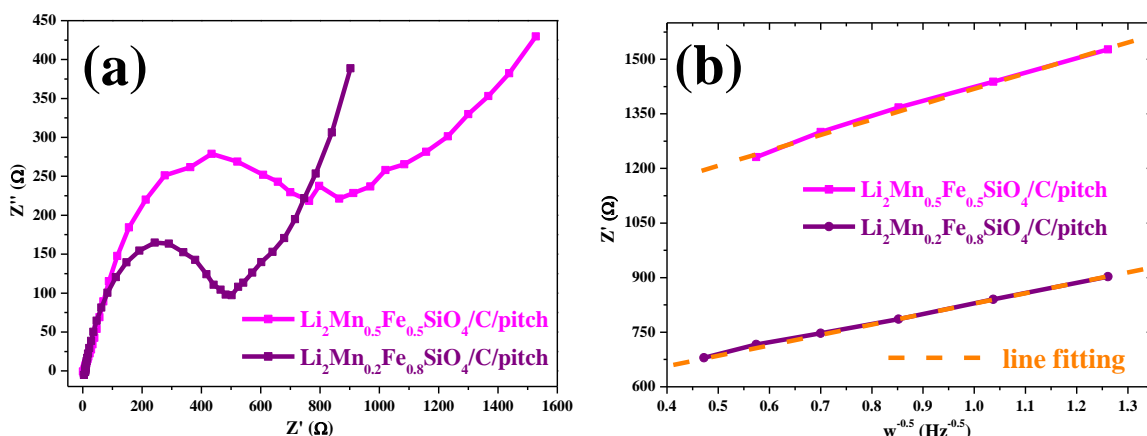 (a)
Z'' (Ω)
450
400
350
300
250
200
150
100
50
0
0 200 400 600 800 1000 1200 1400 1600
Z' (Ω)
Li₂Mn₀.₅Fe₀.₅SiO₄/C/pitch
Li₂Mn₀.₂Fe₀.₈SiO₄/C/pitch
(b)
Z' (Ω)
1500
1350
1200
1050
900
750
600
0.4 0.5 0.6 0.7 0.8 0.9 1.0 1.1 1.2 1.3
w⁻⁰·⁵ (Hz⁻⁰·⁵)
Li₂Mn₀.₅Fe₀.₅SiO₄/C/pitch
Li₂Mn₀.₂Fe₀.₈SiO₄/C/pitch
line fitting